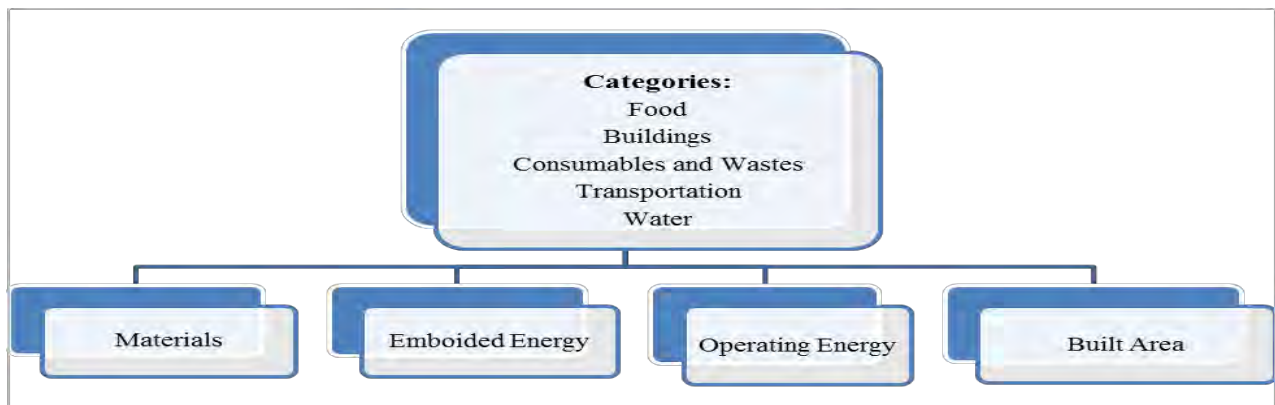 Categories:
Food
Buildings
Consumables and Wastes
Transportation
Water
Materials
Emboided Energy
Operating Energy
Built Area